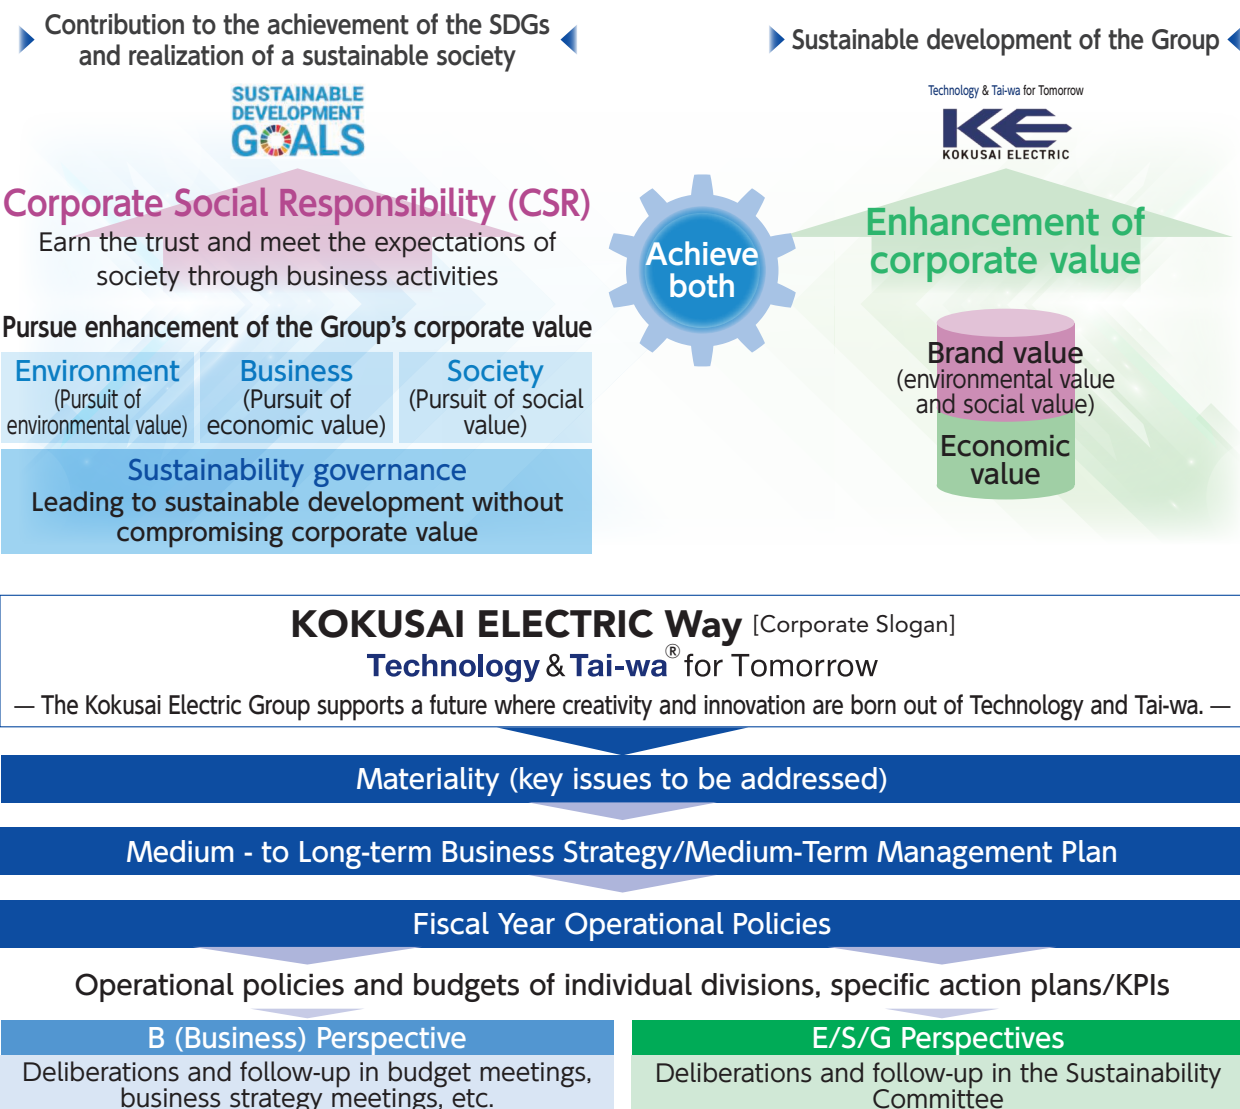 Contribution to the achievement of the SDGs
and realization of a sustainable society
SUSTAINABLE
DEVELOPMENT
GOALS
Corporate Social Responsibility (CSR)
Earn the trust and meet the expectations of
society through business activities
Pursue enhancement of the Group's corporate value
Environment
(Pursuit of
environmental value)
Business
(Pursuit of
economic value)
Society
(Pursuit of social
value)
Sustainability governance
Leading to sustainable development without
compromising corporate value
Achieve
both
Sustainable development of the Group
Technology & Tai-wa for Tomorrow
KE
KOKUSAI ELECTRIC
Enhancement of
corporate value
Brand value
(environmental value
and social value)
Economic
value
KOKUSAI ELECTRIC Way [Corporate Slogan]
Technology & Tai-wa® for Tomorrow
— The Kokusai Electric Group supports a future where creativity and innovation are born out of Technology and Tai-wa. —
Materiality (key issues to be addressed)
Medium - to Long-term Business Strategy/Medium-Term Management Plan
Fiscal Year Operational Policies
Operational policies and budgets of individual divisions, specific action plans/KPIs
B (Business) Perspective
Deliberations and follow-up in budget meetings,
business strategy meetings, etc.
E/S/G Perspectives
Deliberations and follow-up in the Sustainability
Committee